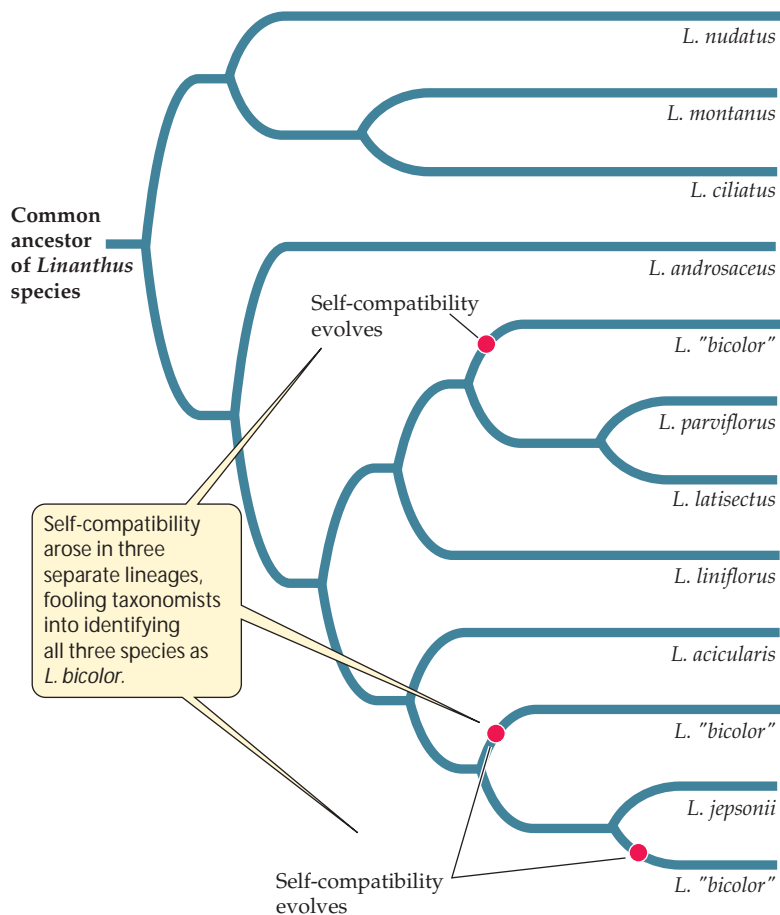 L. nudatus
L. montanus
L. ciliatus
Common
ancestor
of Linanthus
species
L. androsaceus
Self-compatibility
evolves
L. "bicolor"
L. parviflorus
L. latisectus
Self-compatibility
arose in three
separate lineages,
fooling taxonomists
into identifying
all three species as
L. bicolor.
L. liniflorus
L. acicularis
L. "bicolor"
L. jepsonii
Self-compatibility
evolves
L. "bicolor"